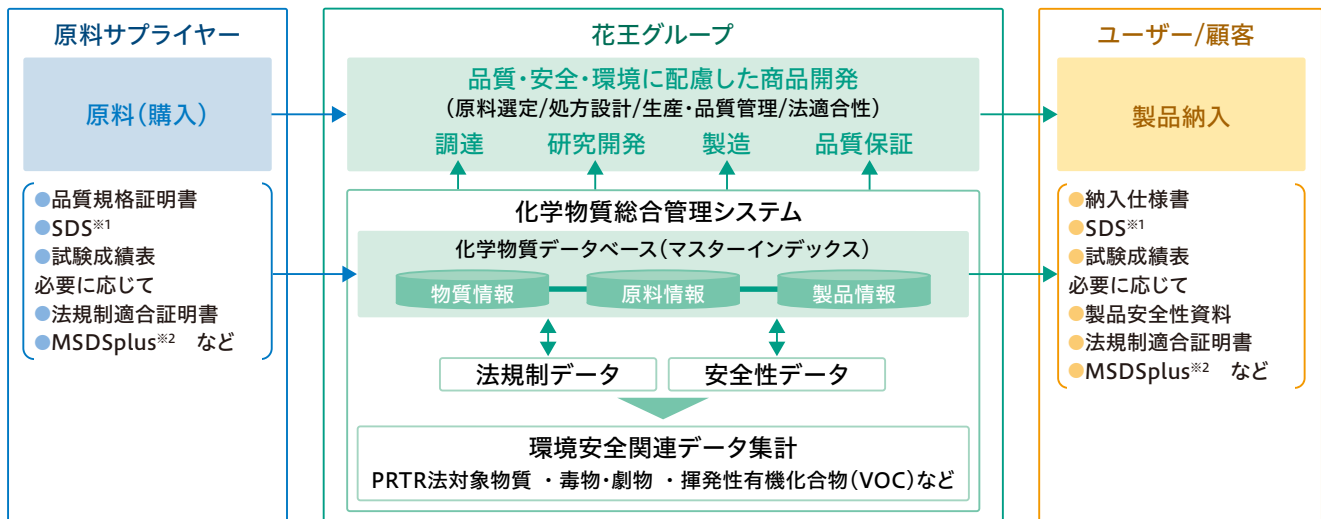 原料サプライヤー
原料（購入）
●品質規格証明書
●SDS※1
●試験成績表
必要に応じて
●法規制適合証明書
●MSDSplus※2　など
花王グループ
品質・安全・環境に配慮した商品開発
（原料選定/処方設計/生産・品質管理/法適合性）
調達　研究開発　製造　品質保証
化学物質総合管理システム
化学物質データベース（マスターインデックス）
物質情報　原料情報　製品情報
法規制データ　安全性データ
環境安全関連データ集計
PRTR法対象物質 ・毒物・劇物 ・揮発性有機化合物（VOC）など
ユーザー/顧客
製品納入
●納入仕様書
●SDS※1
●試験成績表
必要に応じて
●製品安全性資料
●法規制適合証明書
●MSDSplus※2　など